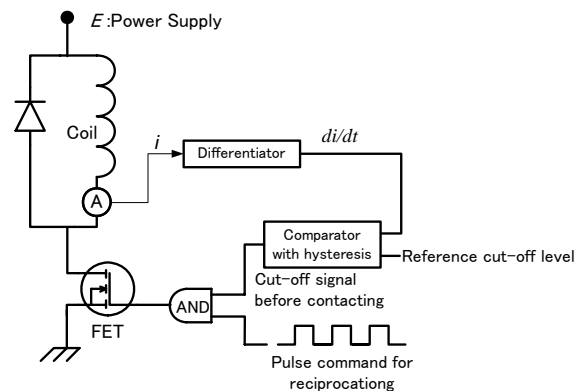 E :Power Supply
Coil
i
A
Differentiator
di/dt
Comparator
with hysteresis
Reference cut-off level
Cut-off signal
before contacting
AND
FET
Pulse command for
reciprocationg